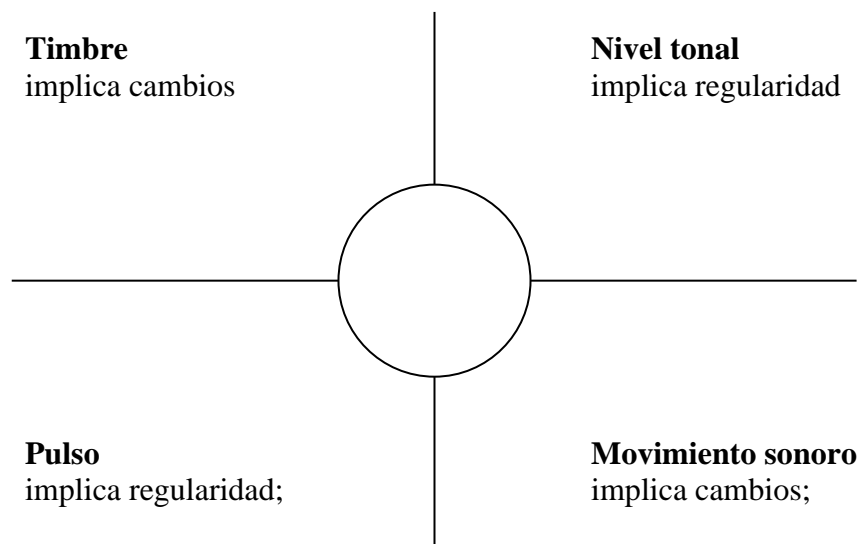 Timbre
implica cambios
Nivel tonal
implica regularidad
Pulso
implica regularidad;
Movimiento sonoro
implica cambios;